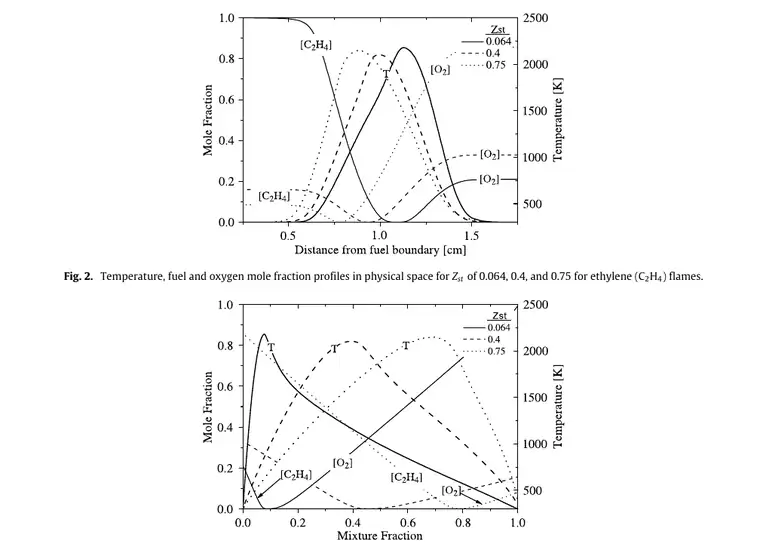 1.0
0.8
0.6
0.4
0.2
0.0
Mole Fraction
2500
2000
1500
1000
500
Temperature [K]
Zst
0.064
0.4
0.75
[C₂H₄]
T
[O₂]
[O₂]
[C₂H₄]
[O₂]
0.5 1.0 1.5
Distance from fuel boundary [cm]
Fig. 2. Temperature, fuel and oxygen mole fraction profiles in physical space for Zst of 0.064, 0.4, and 0.75 for ethylene (C₂H₄) flames.
1.0
0.8
0.6
0.4
0.2
0.0
Mole Fraction
2500
2000
1500
1000
500
Temperature [K]
Zst
0.064
0.4
0.75
T
T
T
[C₂H₄]
[O₂]
[C₂H₄]
[O₂]
0.0 0.2 0.4 0.6 0.8 1.0
Mixture Fraction